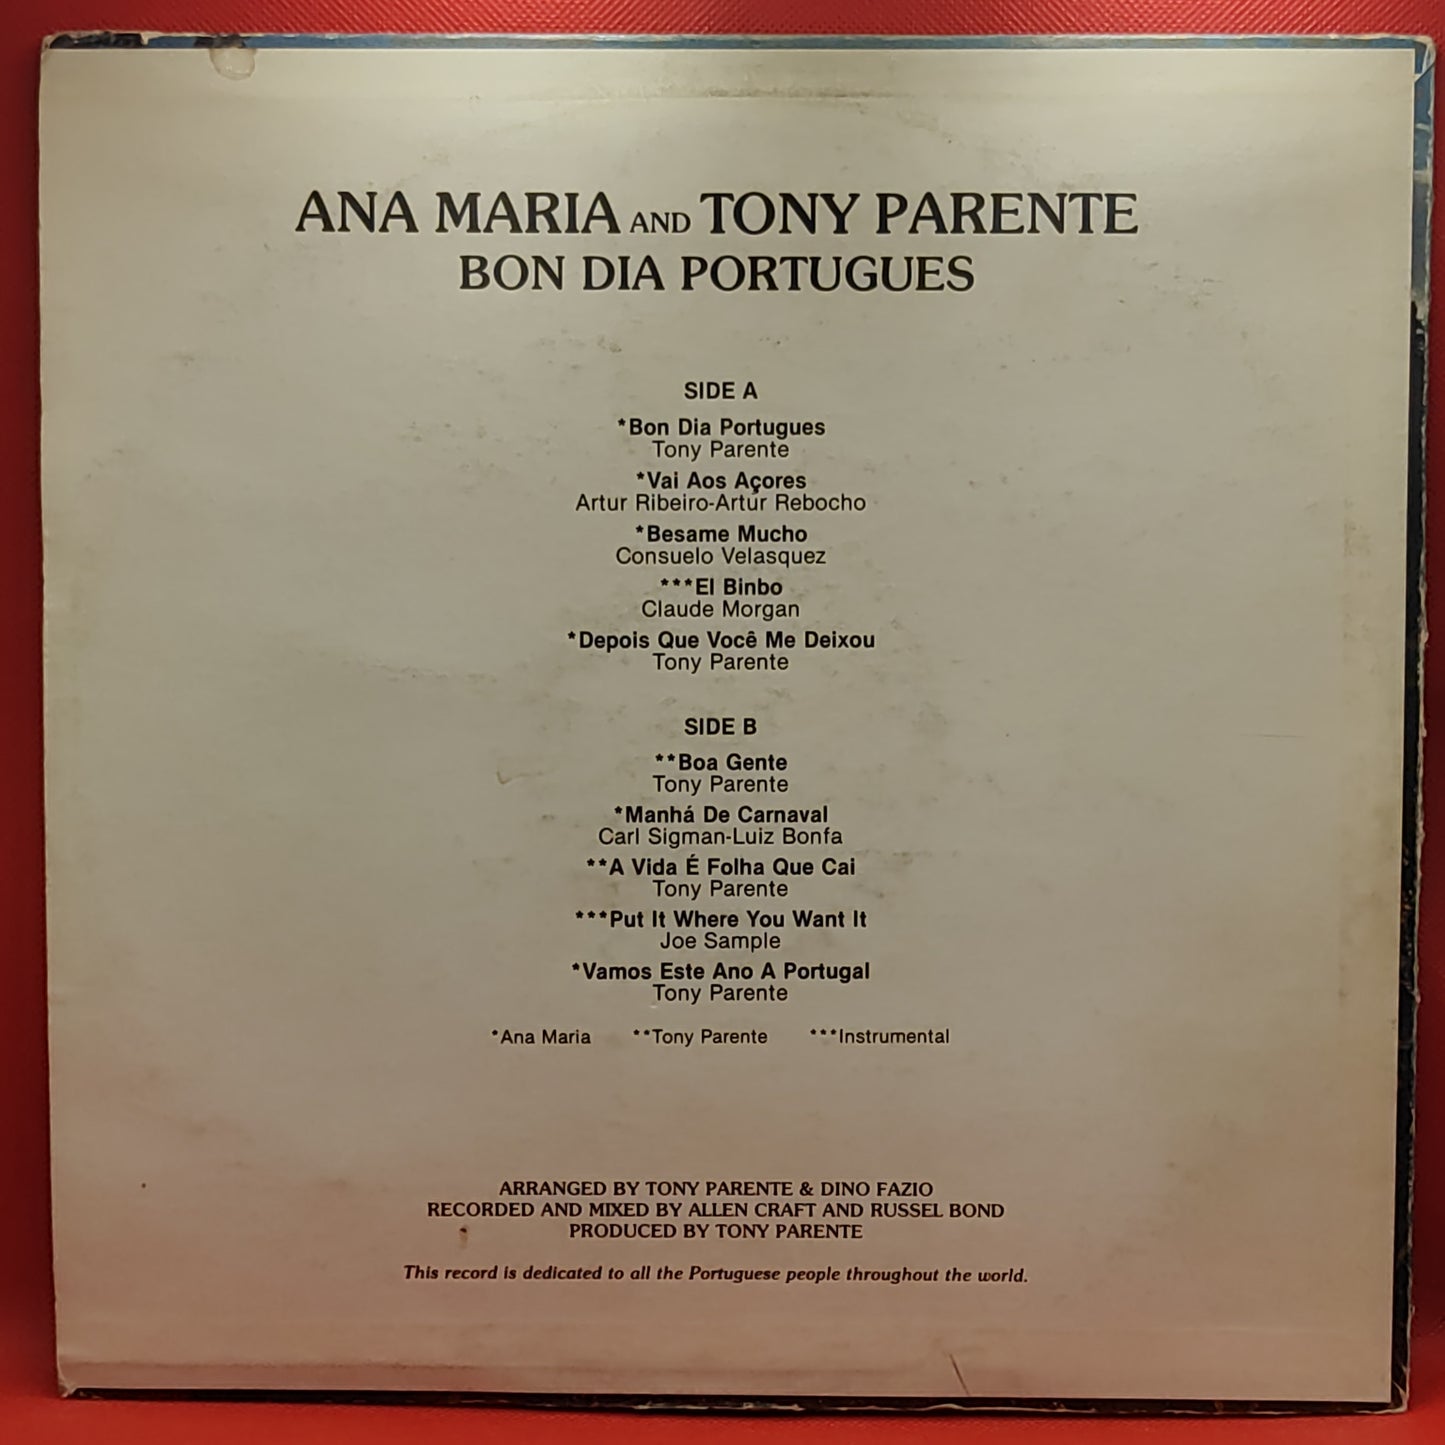 ANA MARIA AND TONY PARENTE
BON DIA PORTUGUES
SIDE A
*Bon Dia Portugues
Tony Parente
*Vai Aos Açores
Artur Ribeiro-Artur Rebocho
*Besame Mucho
Consuelo Velasquez
***El Binbo
Claude Morgan
*Depois Que Você Me Deixou
Tony Parente
SIDE B
**Boa Gente
Tony Parente
*Manhá De Carnaval
Carl Sigman-Luiz Bonfa
**A Vida É Folha Que Cai
Tony Parente
***Put It Where You Want It
Joe Sample
*Vamos Este Ano A Portugal
Tony Parente
*Ana Maria **Tony Parente ***Instrumental
ARRANGED BY TONY PARENTE & DINO FAZIO
RECORDED AND MIXED BY ALLEN CRAFT AND RUSSEL BOND
PRODUCED BY TONY PARENTE
This record is dedicated to all the Portuguese people throughout the world.